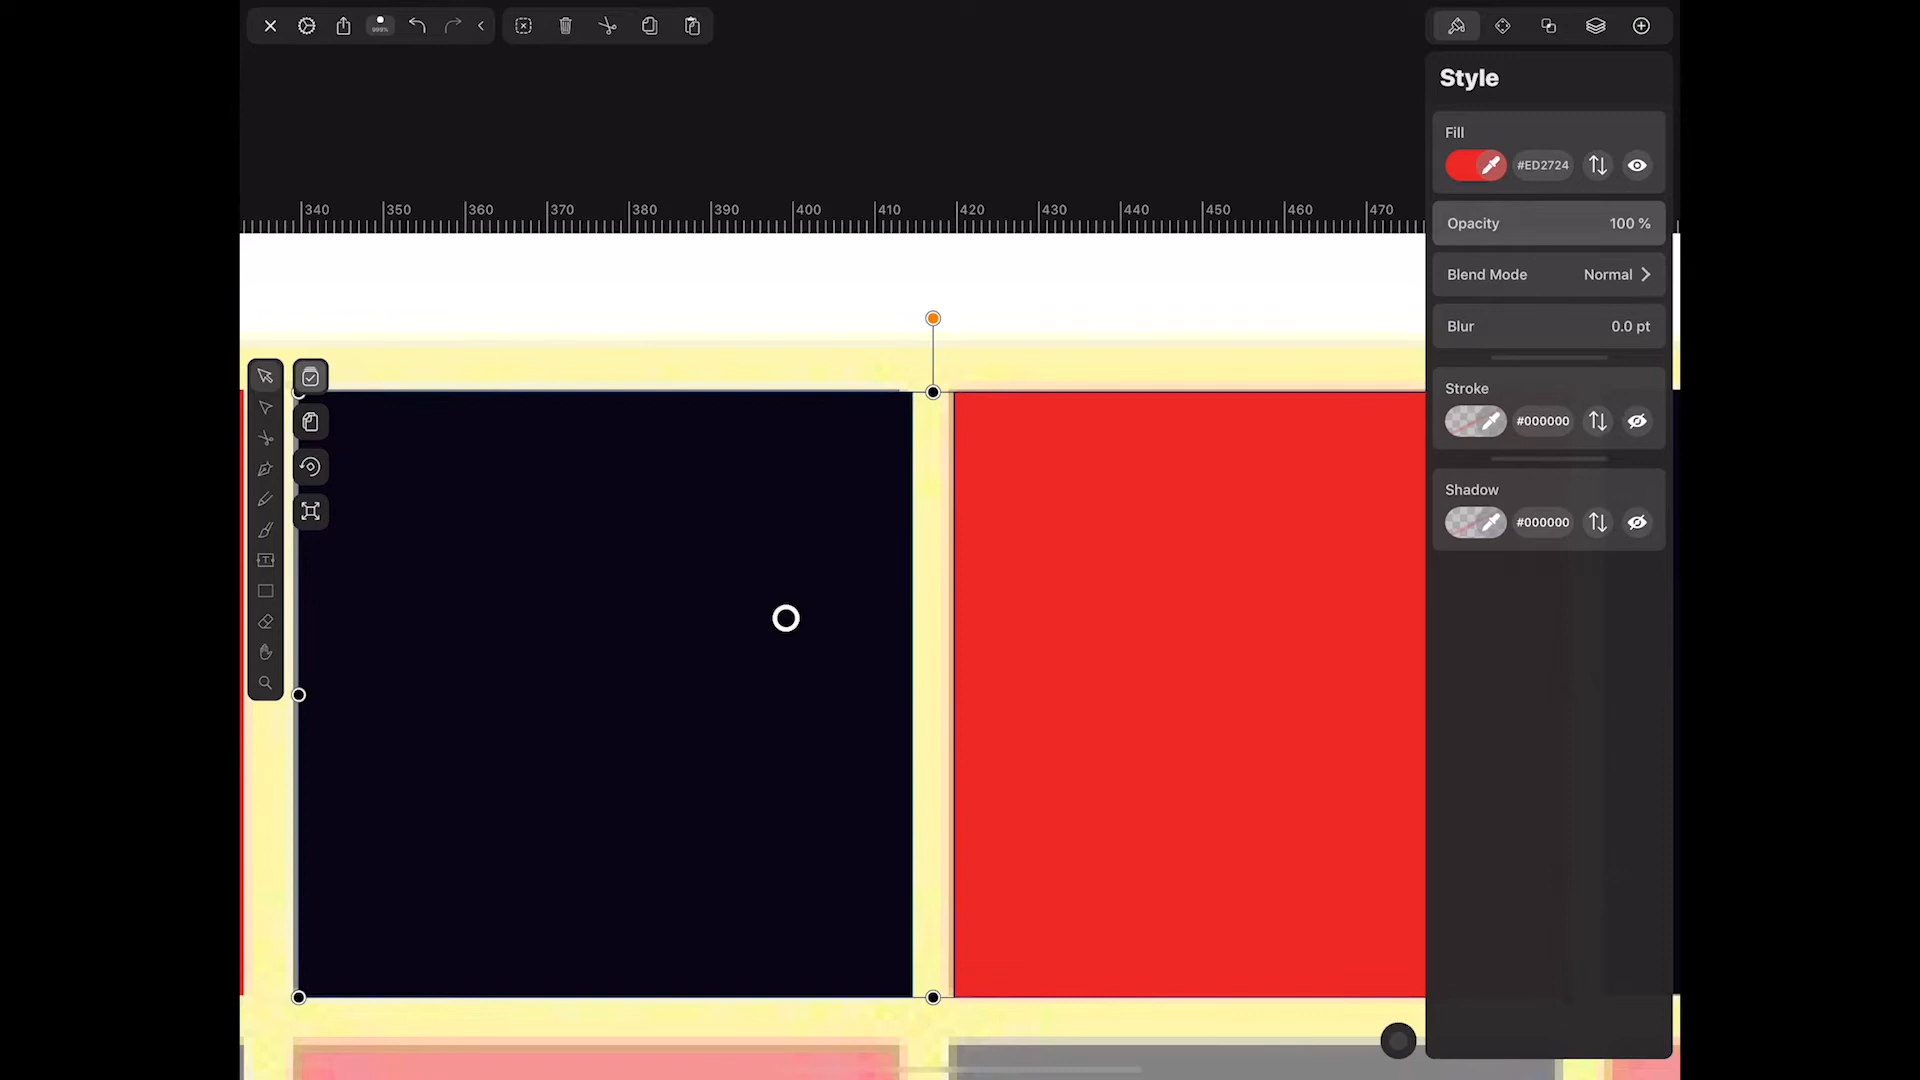 999%
Style
Fill
#ED2724
Opacity 100 %
Blend Mode Normal
Blur 0.0 pt
Stroke
#000000
Shadow
#000000
340 350 360 370 380 390 400 410 420 430 440 450 460 470
T